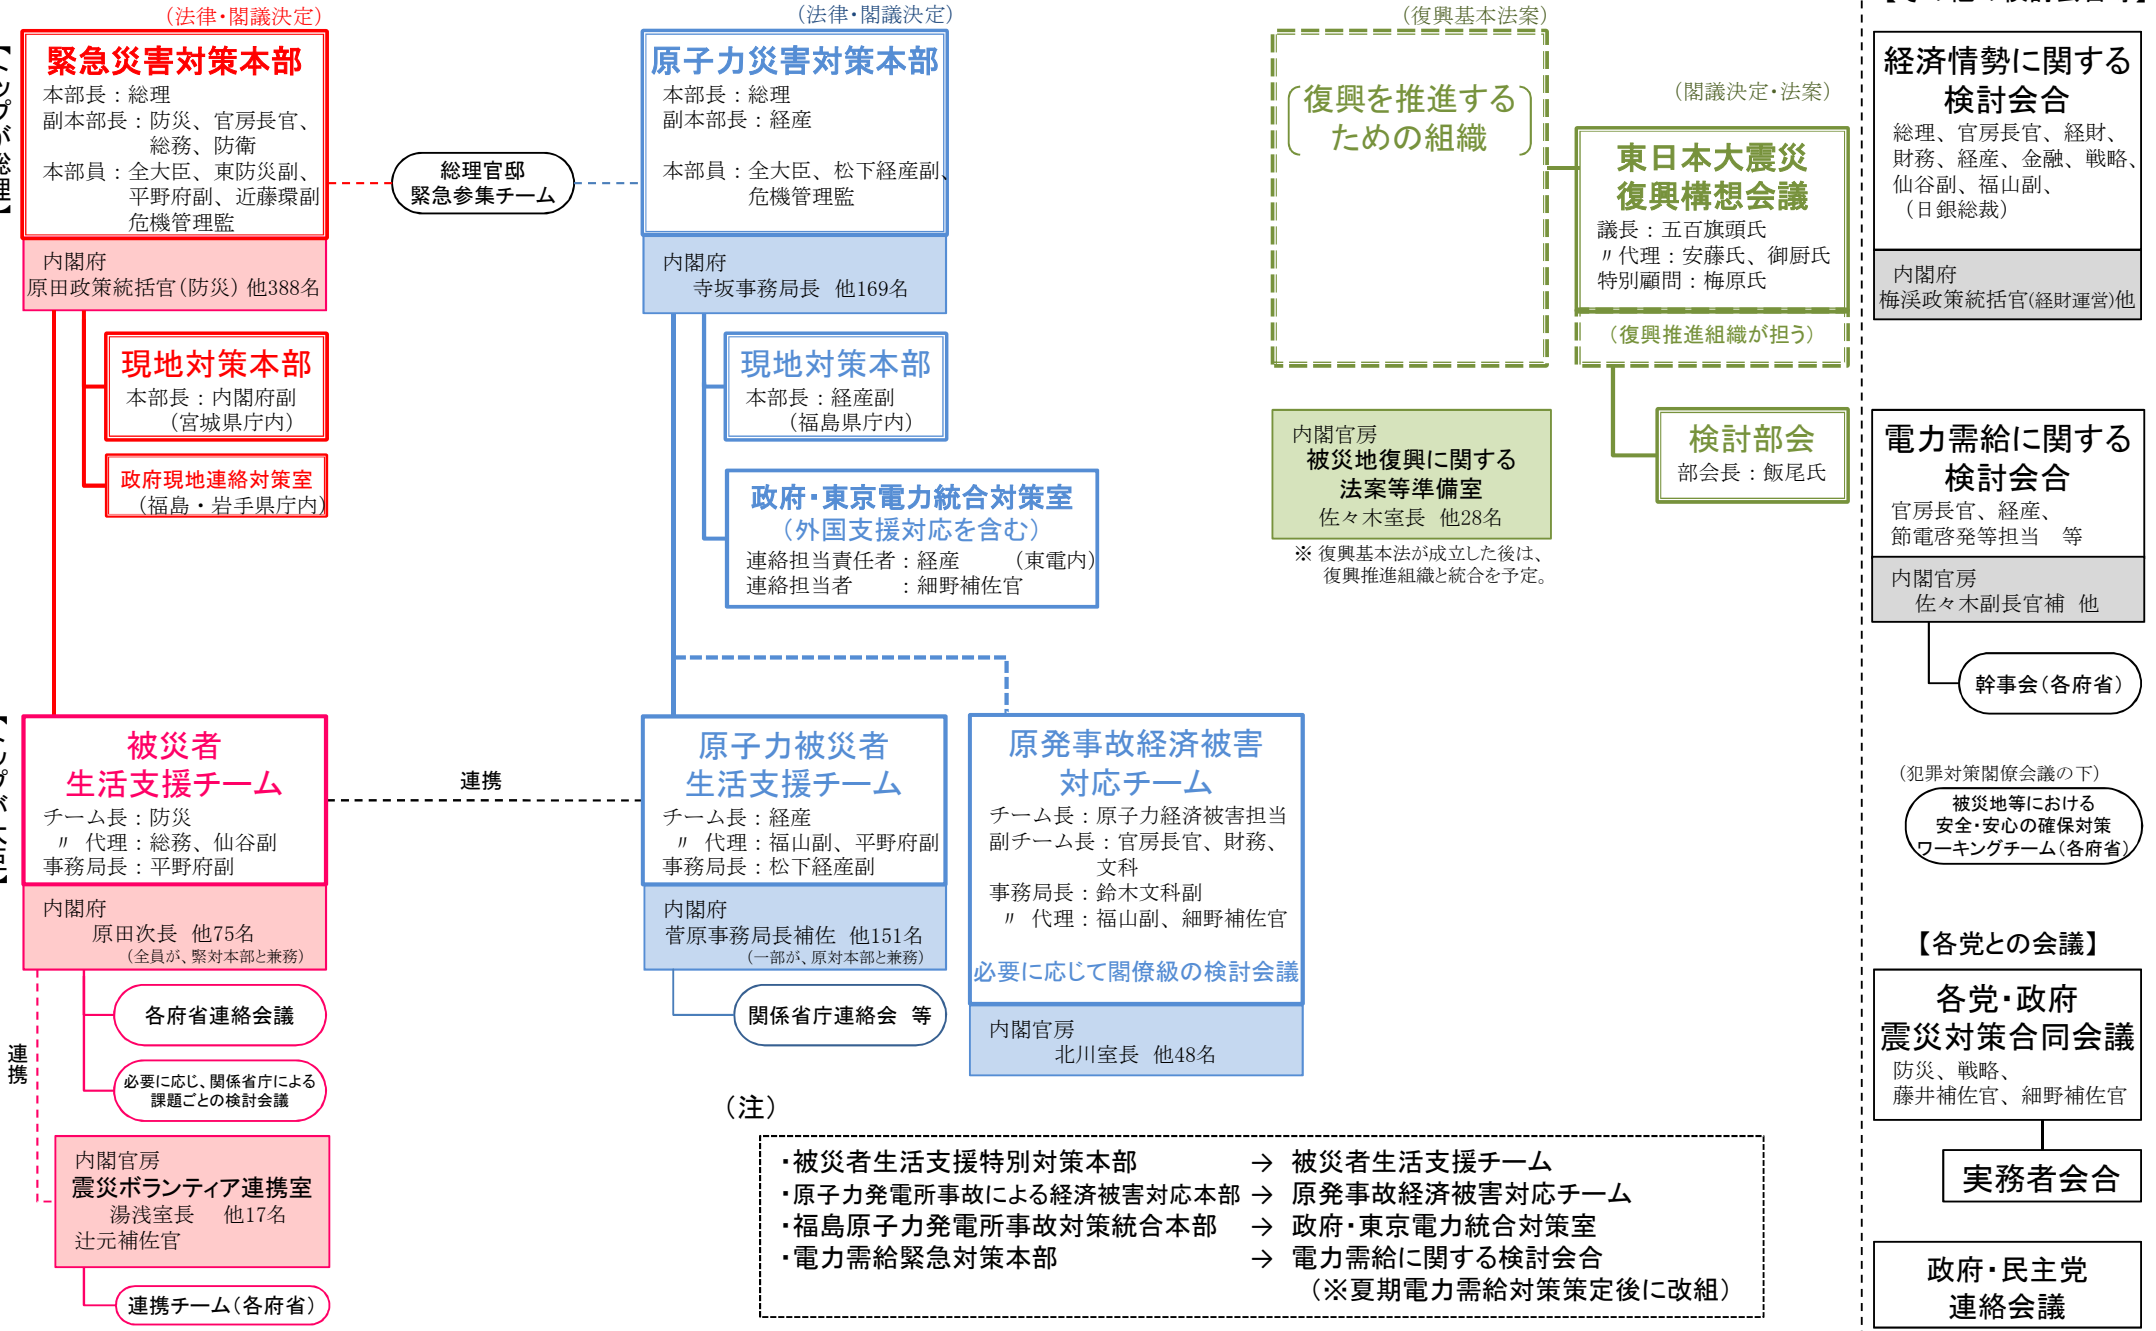 (法律・閣議決定)
緊急災害対策本部
本部長：総理
副本部長：防災、官房長官、
総務、防衛
本部員：全大臣、東防災副、
平野府副、近藤環副
危機管理監
内閣府
原田政策統括官(防災) 他388名
現地対策本部
本部長：内閣府副
(宮城県庁内)
政府現地連絡対策室
(福島・岩手県庁内)
総理官邸
緊急参集チーム
(法律・閣議決定)
原子力災害対策本部
本部長：総理
副本部長：経産
本部員：全大臣、松下経産副、
危機管理監
内閣府
寺坂事務局長 他169名
現地対策本部
本部長：経産副
(福島県庁内)
政府・東京電力統合対策室
(外国支援対応を含む)
連絡担当責任者：経産 (東電内)
連絡担当者 ：細野補佐官
(復興基本法案)
復興を推進する
ための組織
(閣議決定・法案)
東日本大震災
復興構想会議
議長：五百旗頭氏
〃代理：安藤氏、御厨氏
特別顧問：梅原氏
(復興推進組織が担う)
検討部会
部会長：飯尾氏
内閣官房
被災地復興に関する
法案等準備室
佐々木室長 他28名
※ 復興基本法が成立した後は、
復興推進組織と統合を予定。
経済情勢に関する
検討会合
総理、官房長官、経財、
財務、経産、金融、戦略、
仙谷副、福山副、
(日銀総裁)
内閣府
梅渓政策統括官(経財運営)他
電力需給に関する
検討会合
官房長官、経産、
節電啓発等担当 等
内閣官房
佐々木副長官補 他
幹事会(各府省)
(犯罪対策閣僚会議の下)
被災地等における
安全・安心の確保対策
ワーキングチーム(各府省)
【各党との会議】
各党・政府
震災対策合同会議
防災、戦略、
藤井補佐官、細野補佐官
実務者会合
政府・民主党
連絡会議
被災者
生活支援チーム
チーム長：防災
〃 代理：総務、仙谷副
事務局長：平野府副
内閣府
原田次長 他75名
(全員が、緊対本部と兼務)
各府省連絡会議
必要に応じ、関係省庁による
課題ごとの検討会議
連携
内閣官房
震災ボランティア連携室
湯浅室長 他17名
辻元補佐官
連携チーム(各府省)
連携
原子力被災者
生活支援チーム
チーム長：経産
〃 代理：福山副、平野府副
事務局長：松下経産副
内閣府
菅原事務局長補佐 他151名
(一部が、原対本部と兼務)
関係省庁連絡会 等
原発事故経済被害
対応チーム
チーム長：原子力経済被害担当
副チーム長：官房長官、財務、
文科
事務局長：鈴木文科副
〃 代理：福山副、細野補佐官
必要に応じて閣僚級の検討会議
内閣官房
北川室長 他48名
(注)
・被災者生活支援特別対策本部 → 被災者生活支援チーム
・原子力発電所事故による経済被害対応本部 → 原発事故経済被害対応チーム
・福島原子力発電所事故対策統合本部 → 政府・東京電力統合対策室
・電力需給緊急対策本部 → 電力需給に関する検討会合
(※夏期電力需給対策策定後に改組)